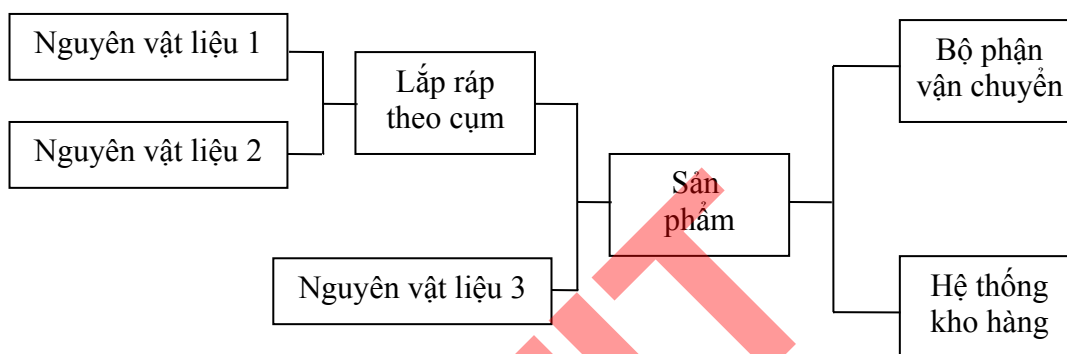 Nguyên vật liệu 1
Nguyên vật liệu 2
Lắp ráp
theo cụm
Nguyên vật liệu 3
Sản
phẩm
Bộ phận
vận chuyển
Hệ thống
kho hàng